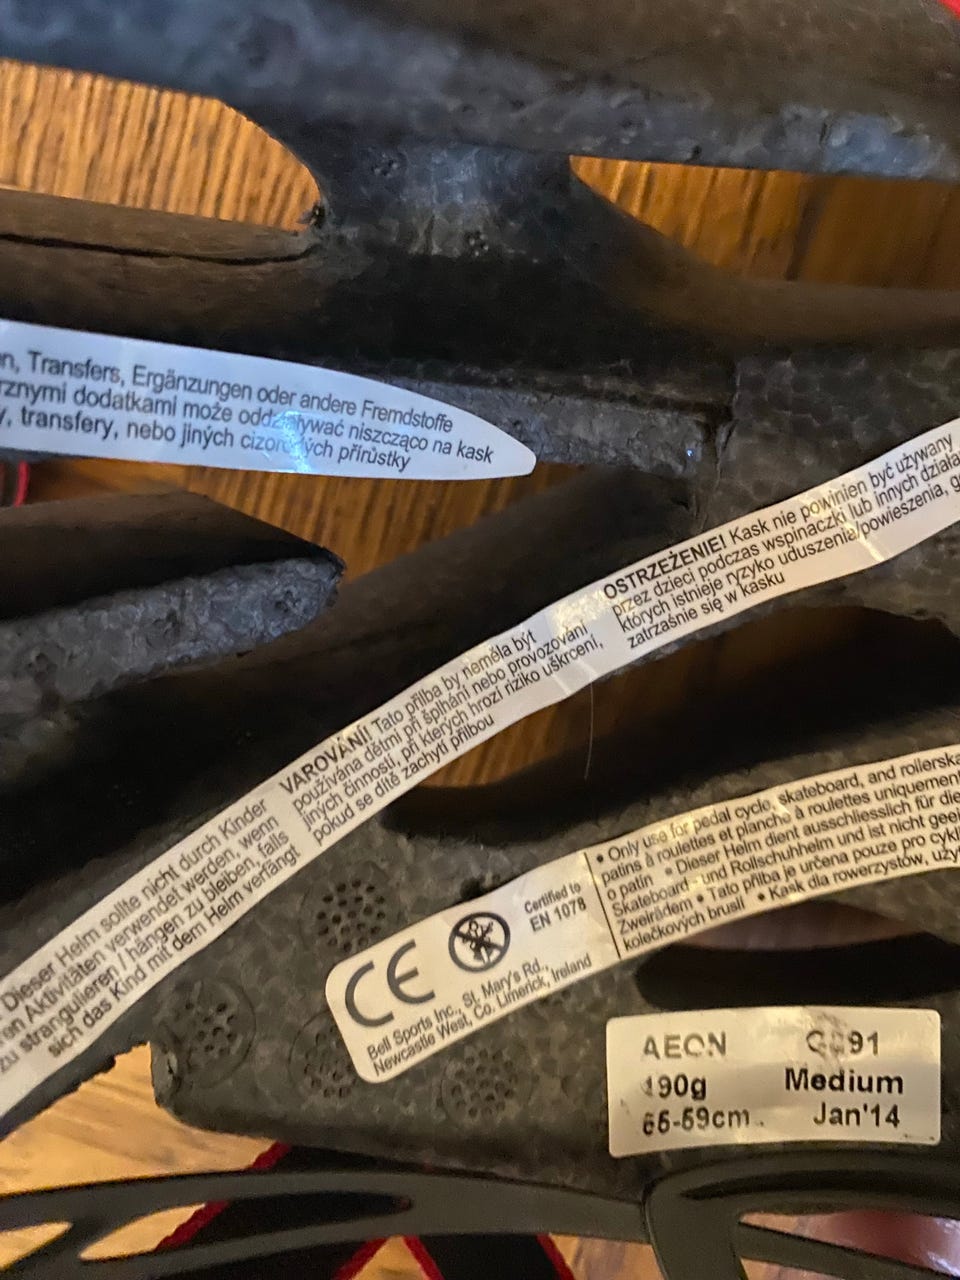 n, Transfers, Ergänzungen oder andere Fremdstoffe
rznymi dodatkami może niszcząco na kask
y, transfery, nebo jiných přírůstky
Dieser Helm sollte nicht durch Kinder
ren Aktivitäten verwendet werden, wenn
zu strangulieren / hängen zu bleiben, falls
sich das Kind mit dem Helm verfängt
VAROVÁNÍ! Tato přilba by neměla být
používána dětmi při šplhání nebo provozování
jiných činností, při kterých hrozí riziko uškrcení,
pokud se dítě zachytí přilbou
OSTRZEŻENIE! Kask nie powinien być używany
przez dzieci podczas wspinaczki lub innych działa
których istnieje ryzyko uduszenia/powieszenia, g
zatrzaśnie się w kasku
CE
Certified to
EN 1078
Bell Sports Inc., St. Mary's Rd.,
Newcastle West, Co. Limerick, Ireland
• Only use for pedal cycle, skateboard, and rollerska
patins à roulettes et planche à roulettes uniquement
o patin • Dieser Helm dient ausschliesslich für die
Skateboard - und Rollschuhhelm und ist nicht geei
Zweirädem • Tato přilba je určena pouze pro cykli
kolečkových bruslí • Kask dla rowerzystów, uży
AEON
190g Medium
55-59cm. Jan'14